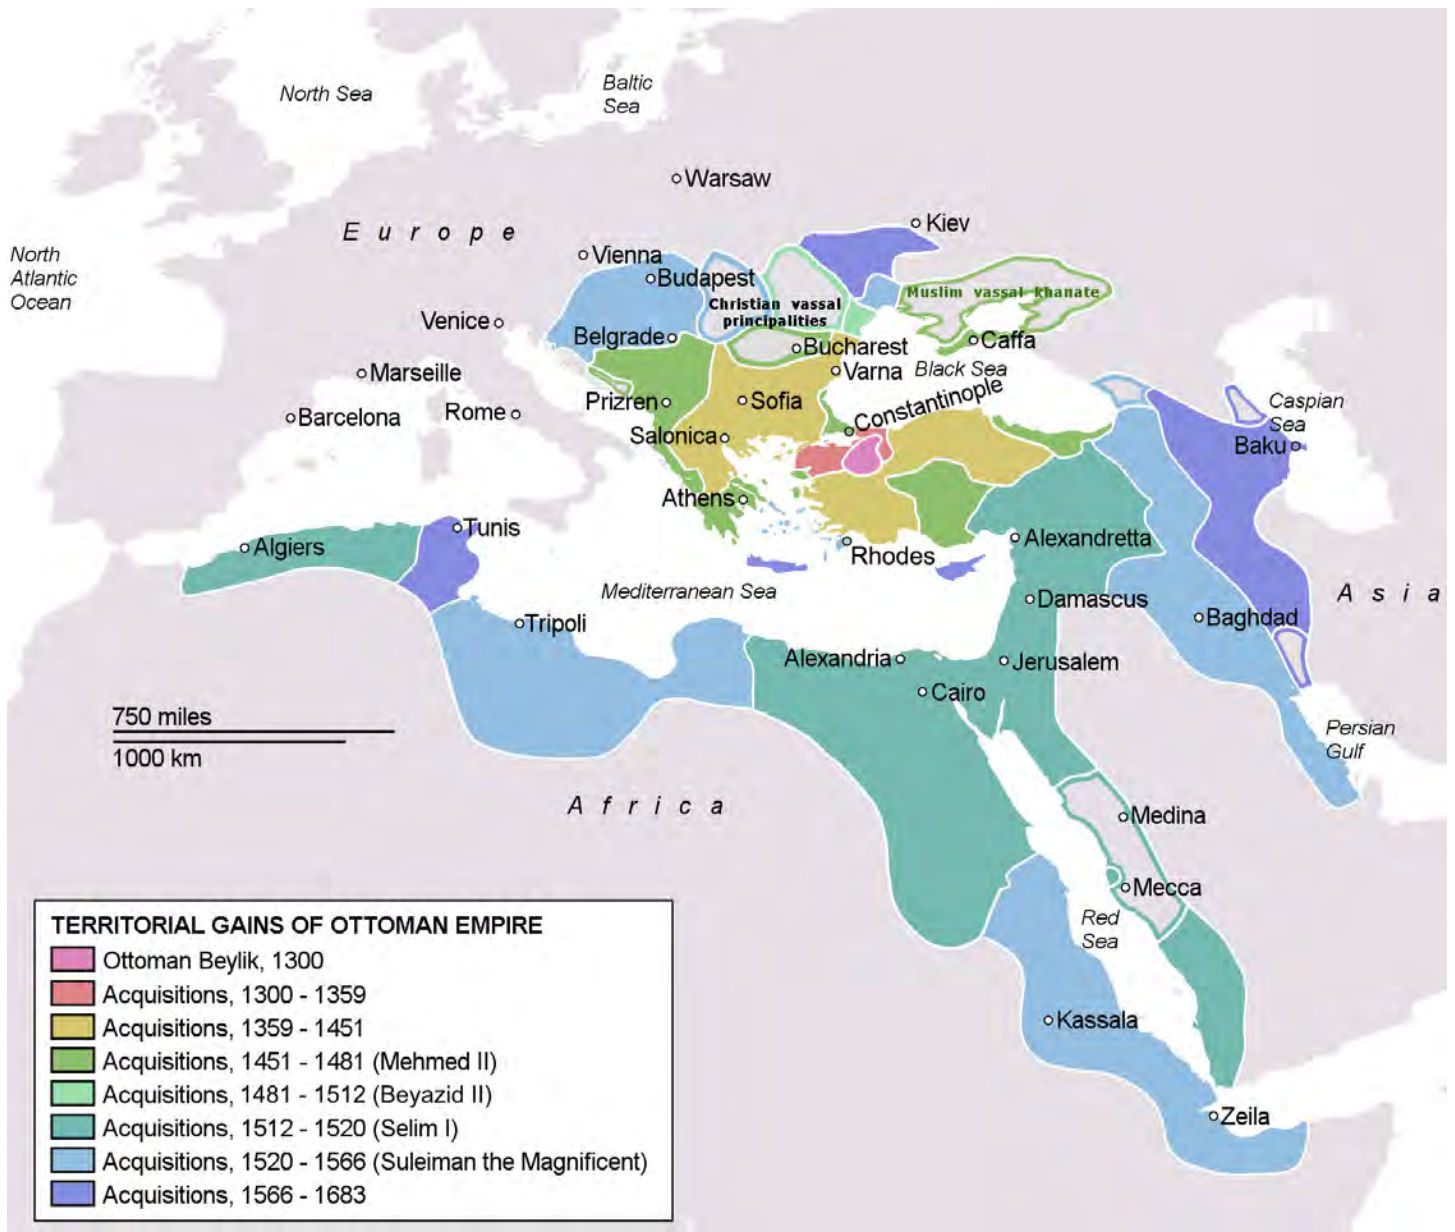 North Sea
Baltic
Sea
Warsaw
Kiev
Europe
North
Atlantic
Ocean
Vienna
Budapest
Christian vassal
principalities
Muslim vassal khanate
Venice
Belgrade
Bucharest
Caffa
Black Sea
Marseille
Varna
Barcelona
Rome
Prizren
Sofia
Constantinople
Caspian
Sea
Salonica
Baku
Athens
Tunis
Algiers
Rhodes
Alexandretta
Mediterranean Sea
Damascus
Asia
Tripoli
Baghdad
Alexandria
Jerusalem
Cairo
750 miles
1000 km
Persian
Gulf
Africa
Medina
Mecca
Red
Sea
Kassala
Zeila
TERRITORIAL GAINS OF OTTOMAN EMPIRE
Ottoman Beylik, 1300
Acquisitions, 1300 - 1359
Acquisitions, 1359 - 1451
Acquisitions, 1451 - 1481 (Mehmed II)
Acquisitions, 1481 - 1512 (Beyazid II)
Acquisitions, 1512 - 1520 (Selim I)
Acquisitions, 1520 - 1566 (Suleiman the Magnificent)
Acquisitions, 1566 - 1683